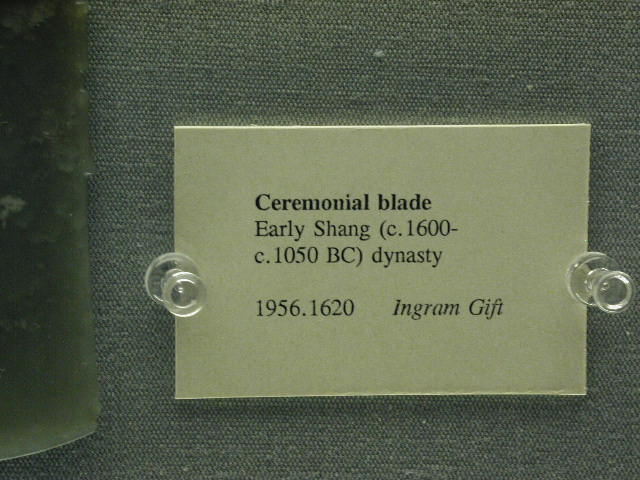 Ceremonial blade
Early Shang (c.1600-
c.1050 BC) dynasty
1956.1620 Ingram Gift